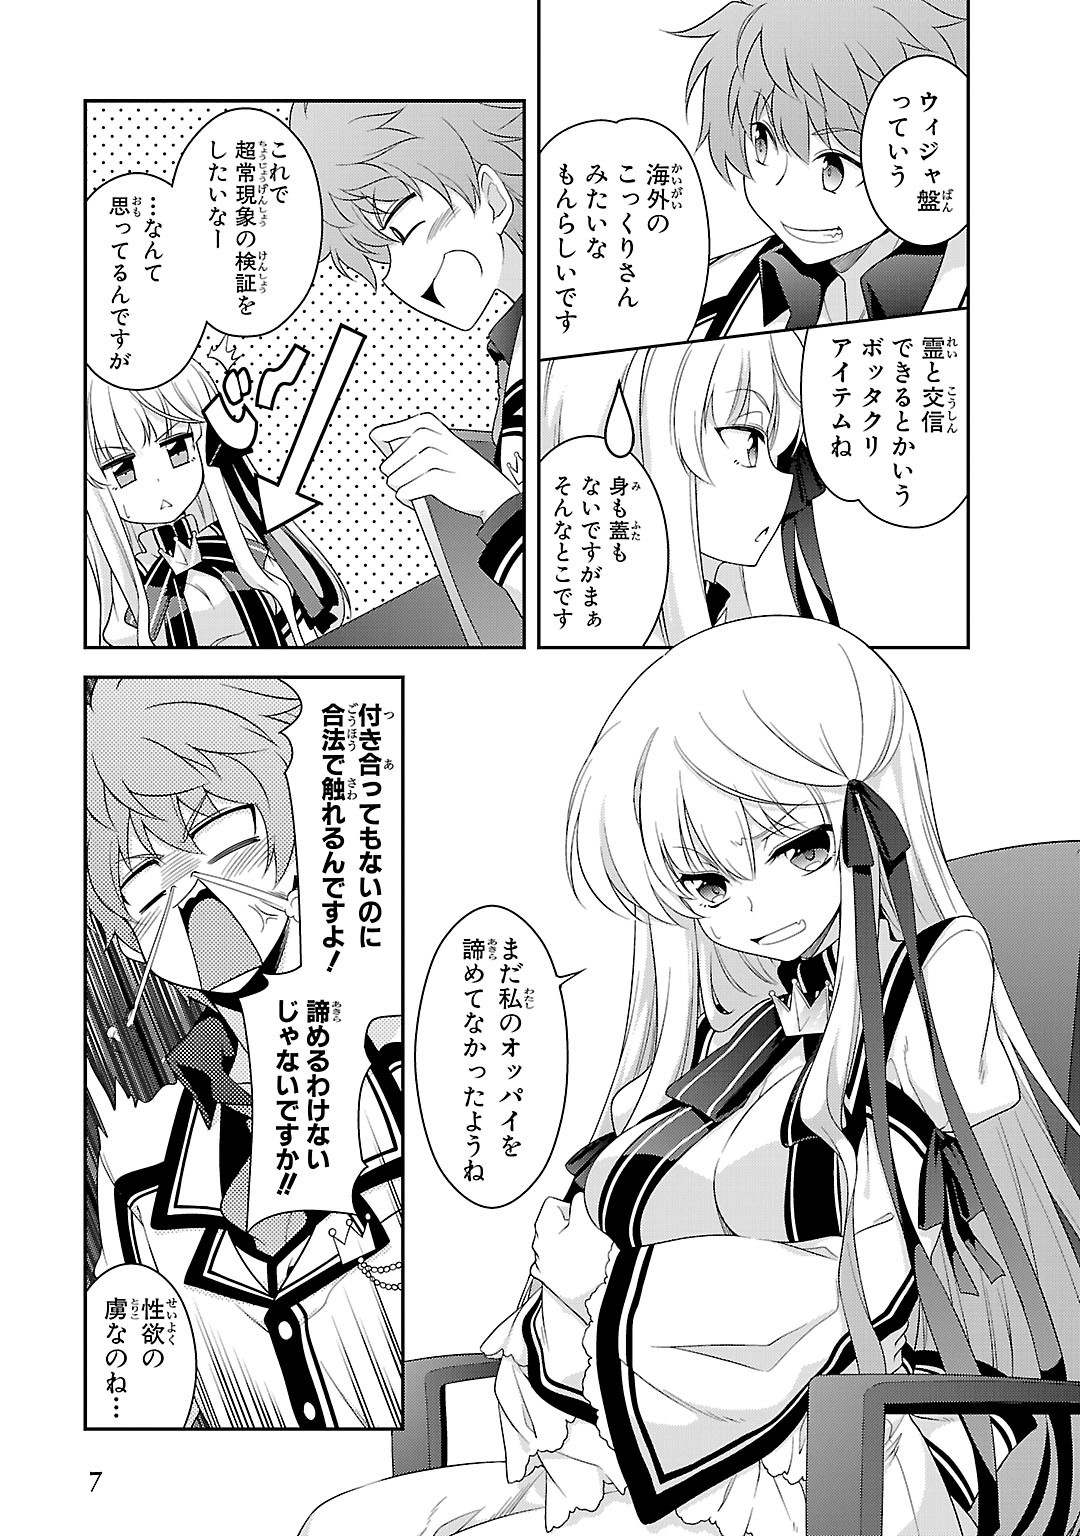 ウィジャ盤
っていう
海外の
こっくりさん
みたいな
もんらしいです
霊と交信
できるとかいう
ボッタクリ
アイテムね
身も蓋も
ないですがまぁ
そんなとこです
これで
超常現象の検証を
したいなー
…なんて
思ってるんですが
まだ私のオッパイを
諦めてなかったようね
付き合ってもないのに
合法で触れるんですよ!
諦めるわけない
じゃないですか!!
性欲の
虜なのね…
7